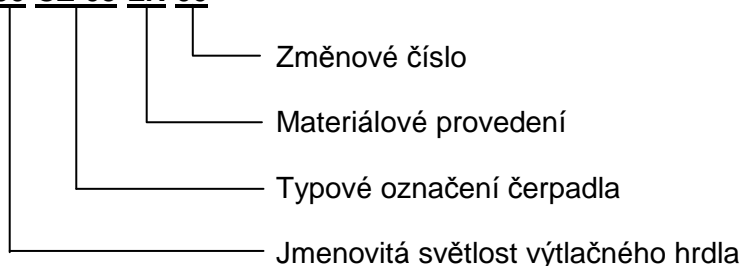 Změnové číslo
Materiálové provedení
Typové označení čerpadla
Jmenovitá světlost výtlačného hrdla